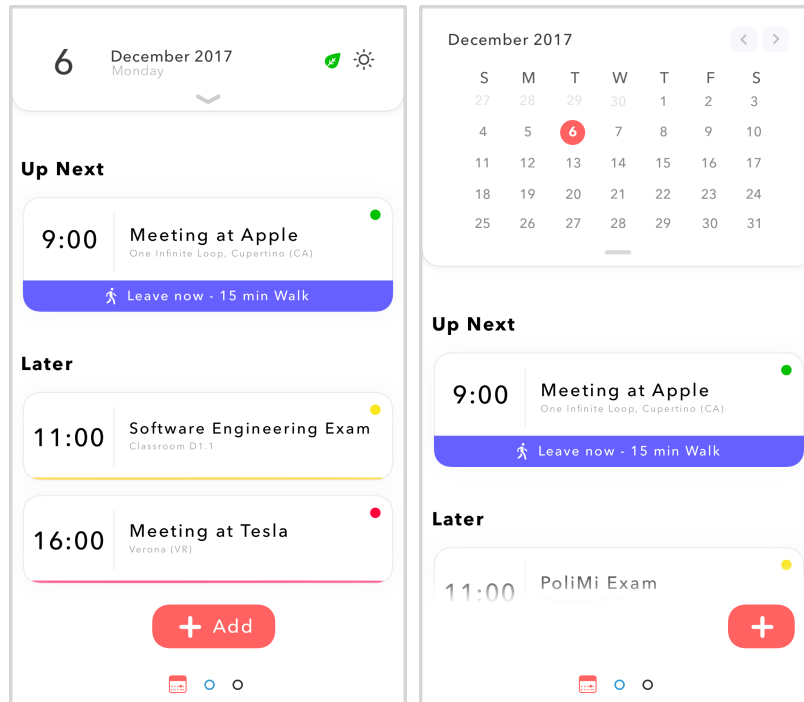 6
December 2017
Monday
Up Next
9:00
Meeting at Apple
One Infinite Loop, Cupertino (CA)
Leave now - 15 min Walk
Later
11:00
Software Engineering Exam
Classroom D1.1
16:00
Meeting at Tesla
Verona (VR)
Add
December 2017
S M T W T F S
27 28 29 30 1 2 3
4 5 6 7 8 9 10
11 12 13 14 15 16 17
18 19 20 21 22 23 24
25 26 27 28 29 30 31
Up Next
9:00
Meeting at Apple
One Infinite Loop, Cupertino (CA)
Leave now - 15 min Walk
Later
11:00
PoliMi Exam